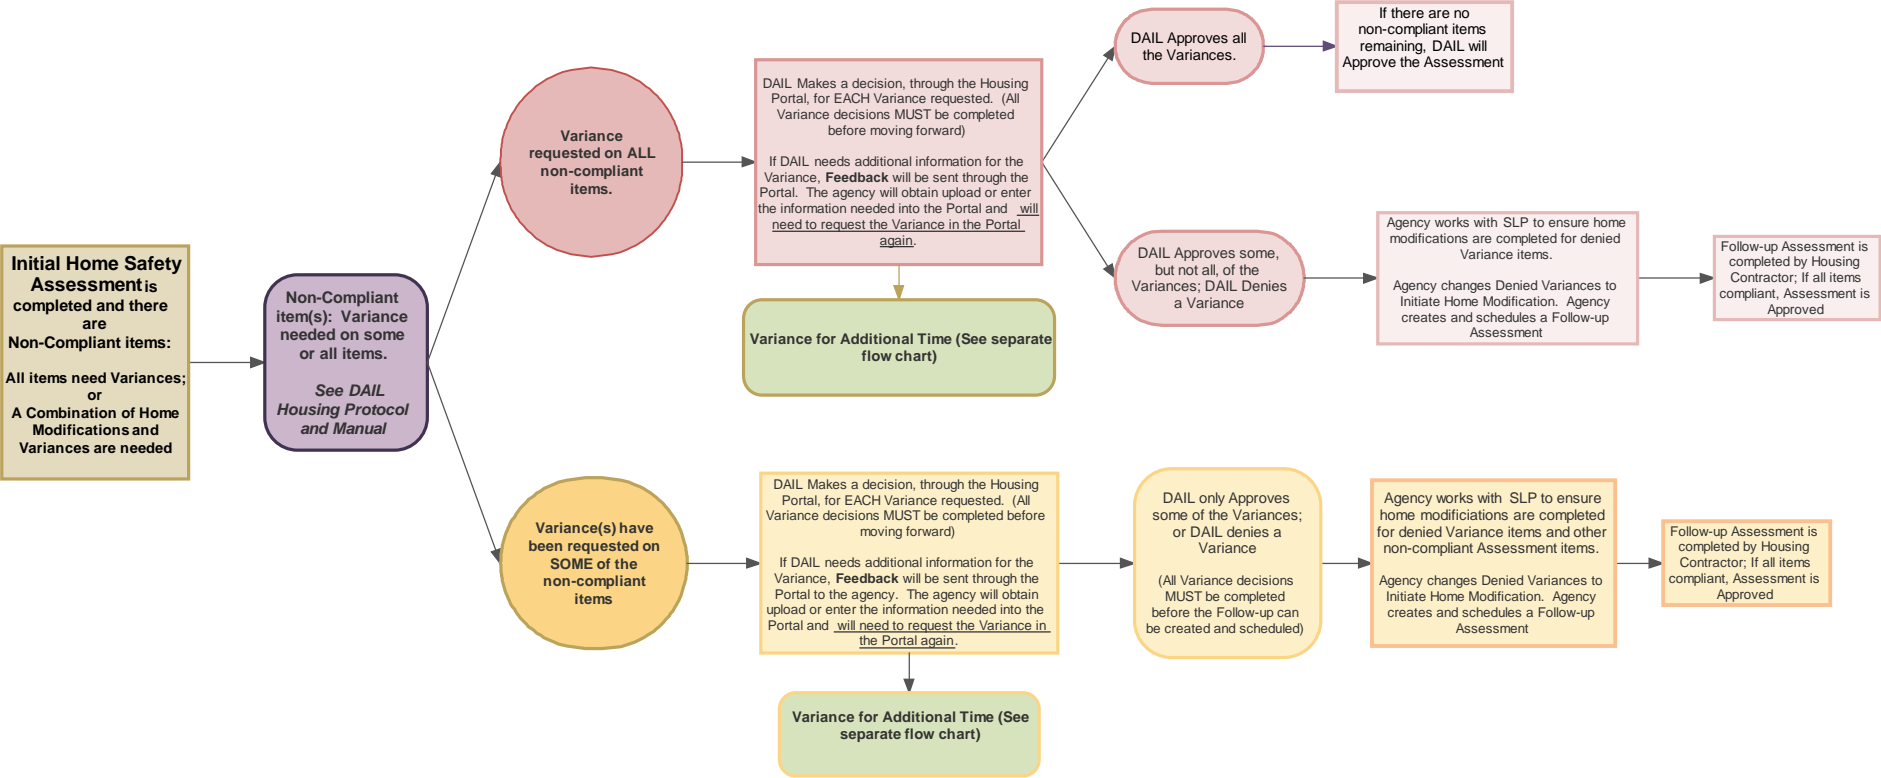 Initial Home Safety
Assessment is
completed and there
are
Non-Compliant items:
All items need Variances;
or
A Combination of Home
Modifications and
Variances are needed
Non-Compliant
item(s):  Variance
needed on some
or all items.
See DAIL
Housing Protocol
and Manual
Variance
requested on ALL
non-compliant
items.
DAIL Makes a decision, through the Housing
Portal, for EACH Variance requested.  (All
Variance decisions MUST be completed
before moving forward)
If DAIL needs additional information for the
Variance, Feedback will be sent through the
Portal.  The agency will obtain upload or enter
the information needed into the Portal and  will
need to request the Variance in the Portal
again.
Variance for Additional Time (See separate
flow chart)
DAIL Approves all
the Variances.
If there are no
non-compliant items
remaining, DAIL will
Approve the Assessment
DAIL Approves some,
but not all, of the
Variances; DAIL Denies
a Variance
Agency works with SLP to ensure home
modifications are completed for denied
Variance items.
Agency changes Denied Variances to
Initiate Home Modification.  Agency
creates and schedules a Follow-up
Assessment
Follow-up Assessment is
completed by Housing
Contractor; If all items
compliant, Assessment is
Approved
Variance(s) have
been requested on
SOME of the
non-compliant
items
DAIL Makes a decision, through the Housing
Portal, for EACH Variance requested.  (All
Variance decisions MUST be completed before
moving forward)
If DAIL needs additional information for the
Variance, Feedback will be sent through the
Portal to the agency.  The agency will obtain
upload or enter the information needed into the
Portal and  will need to request the Variance in
the Portal again.
Variance for Additional Time (See
separate flow chart)
DAIL only Approves
some of the Variances;
or DAIL denies a
Variance
(All Variance decisions
MUST be completed
before the Follow-up can
be created and scheduled)
Agency works with  SLP to ensure
home modificiations are completed
for denied Variance items and other
non-compliant Assessment items.
Agency changes Denied Variances to
Initiate Home Modification.  Agency
creates and schedules a Follow-up
Assessment
Follow-up Assessment is
completed by Housing
Contractor; If all items
compliant, Assessment is
Approved